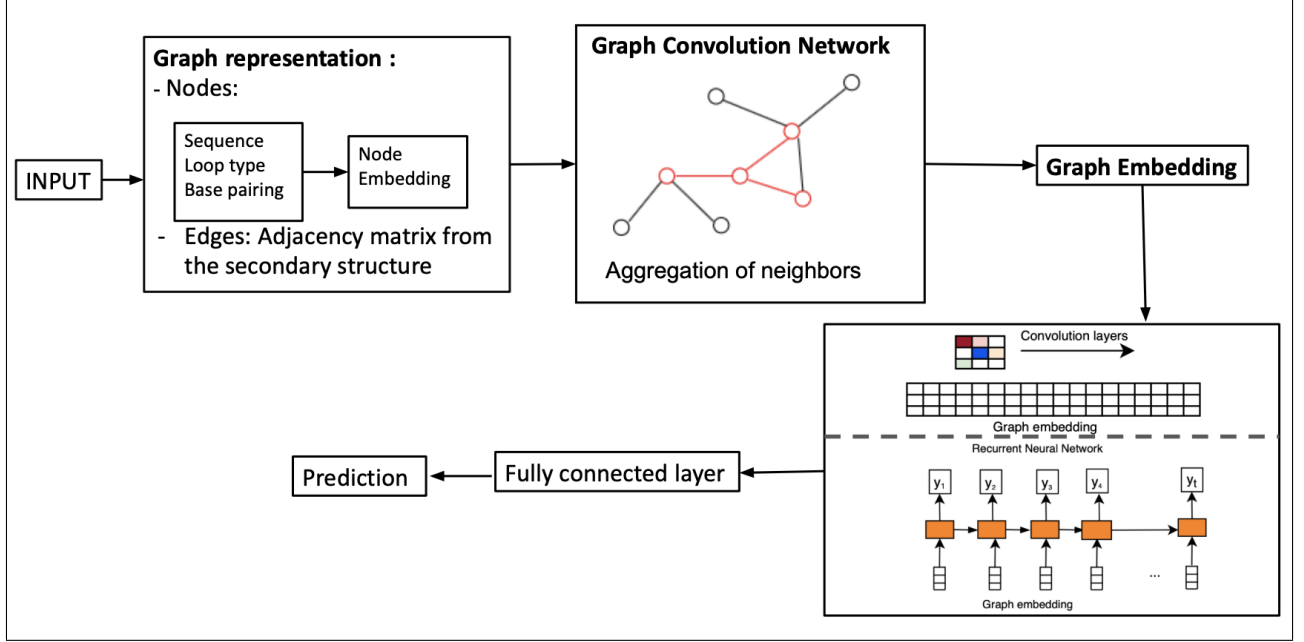 INPUT
Graph representation :
- Nodes:
Sequence
Loop type
Base pairing
Node
Embedding
- Edges: Adjacency matrix from
the secondary structure
Graph Convolution Network
Aggregation of neighbors
Graph Embedding
Convolution layers
Graph embedding
Recurrent Neural Network
y₁ y₂ y₃ y₄ yt
...
Graph embedding
Fully connected layer
Prediction